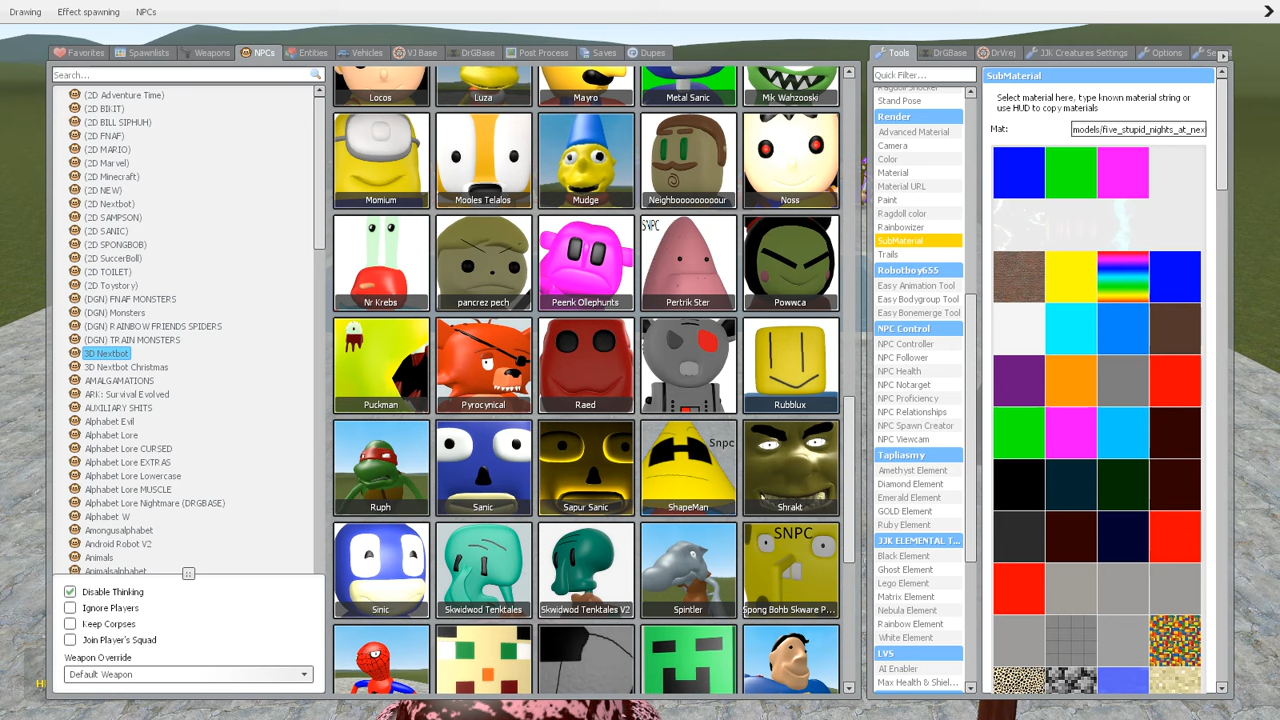 Drawing Effect spawning NPCs
Favorites Spawnlists Weapons NPCs Entities Vehicles VJ Base DrGBase Post Process Saves Dupes
Tools DrGBase DrVrej JJK Creatures Settings Options
Search...
(2D Adventure Time)
(2D BIKIT)
(2D BILL SIPHUH)
(2D FNAF)
(2D MARIO)
(2D Marvel)
(2D Minecraft)
(2D NEW)
(2D Nextbot)
(2D SAMPSON)
(2D SANIC)
(2D SPONGBOB)
(2D SuccerBoll)
(2D TOILET)
(2D Toystory)
(DGN) FNAF MONSTERS
(DGN) Monsters
(DGN) RAINBOW FRIENDS SPIDERS
(DGN) TRAIN MONSTERS
3D Nextbot
3D Nextbot Christmas
AMALGAMATIONS
ARK: Survival Evolved
AUXILIARY SHITS
Alphabet Evil
Alphabet Lore
Alphabet Lore CURSED
Alphabet Lore EXTRAS
Alphabet Lore Lowercase
Alphabet Lore MUSCLE
Alphabet Lore Nightmare (DRGBASE)
Alphabet W
Amongusalphabet
Android Robot V2
Animals
Animalsalphabet
Disable Thinking
Ignore Players
Keep Corpses
Join Player's Squad
Weapon Override
Default Weapon
Locos Luza Mayro Metal Sanic Mik Wahzooski
Momium Mooles Telalos Mudge Neighboooooooour Noss
SNPC
Nr Krebs pancrez pech Peenk Ollephunts Pertrik Ster Powwca
Puckman Pyrocynical Raed Rubblux
Snpc
Ruph Sanic Sapur Sanic ShapeMan Shrakt
SNPC
Sinic Skwidwod Tenktales Skwidwod Tenktales V2 Spintler Spong Bohb Skware P...
Quick Filter...
Stand Pose
Render
Advanced Material
Camera
Color
Material
Material URL
Paint
Ragdoll color
Rainbowizer
SubMaterial
Trails
Robotboy655
Easy Animation Tool
Easy Bodygroup Tool
Easy Bonemerge Tool
NPC Control
NPC Controller
NPC Follower
NPC Health
NPC Notarget
NPC Proficiency
NPC Relationships
NPC Spawn Creator
NPC Viewcam
Tapliasmy
Amethyst Element
Diamond Element
Emerald Element
GOLD Element
Ruby Element
JJK ELEMENTAL T...
Black Element
Ghost Element
Lego Element
Matrix Element
Nebula Element
Rainbow Element
White Element
LVS
AI Enabler
Max Health & Shiel...
SubMaterial
Select material here, type known material string or
use HUD to copy materials
Mat: models/five_stupid_nights_at_nex